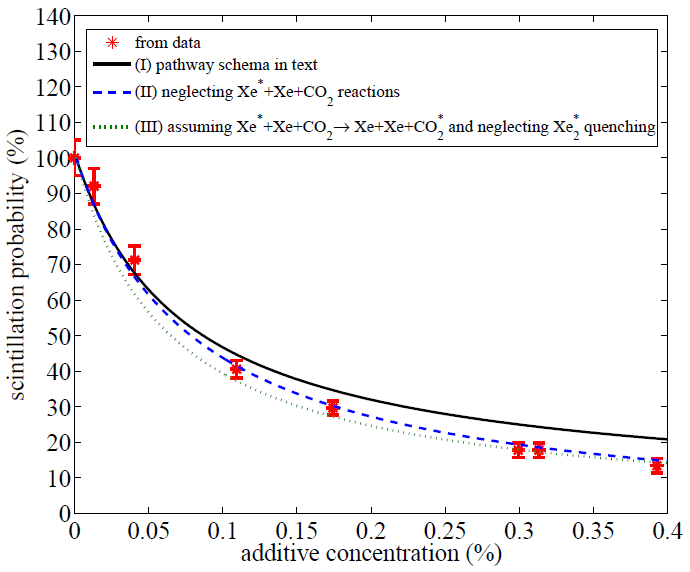 140
130
120
110
100
90
80
70
60
50
40
30
20
10
0
scintillation probability (%)
from data
(I) pathway schema in text
(II) neglecting Xe*+Xe+CO2 reactions
(III) assuming Xe*+Xe+CO2→ Xe+Xe+CO2* and neglecting Xe2* quenching
0 0.05 0.1 0.15 0.2 0.25 0.3 0.35 0.4
additive concentration (%)